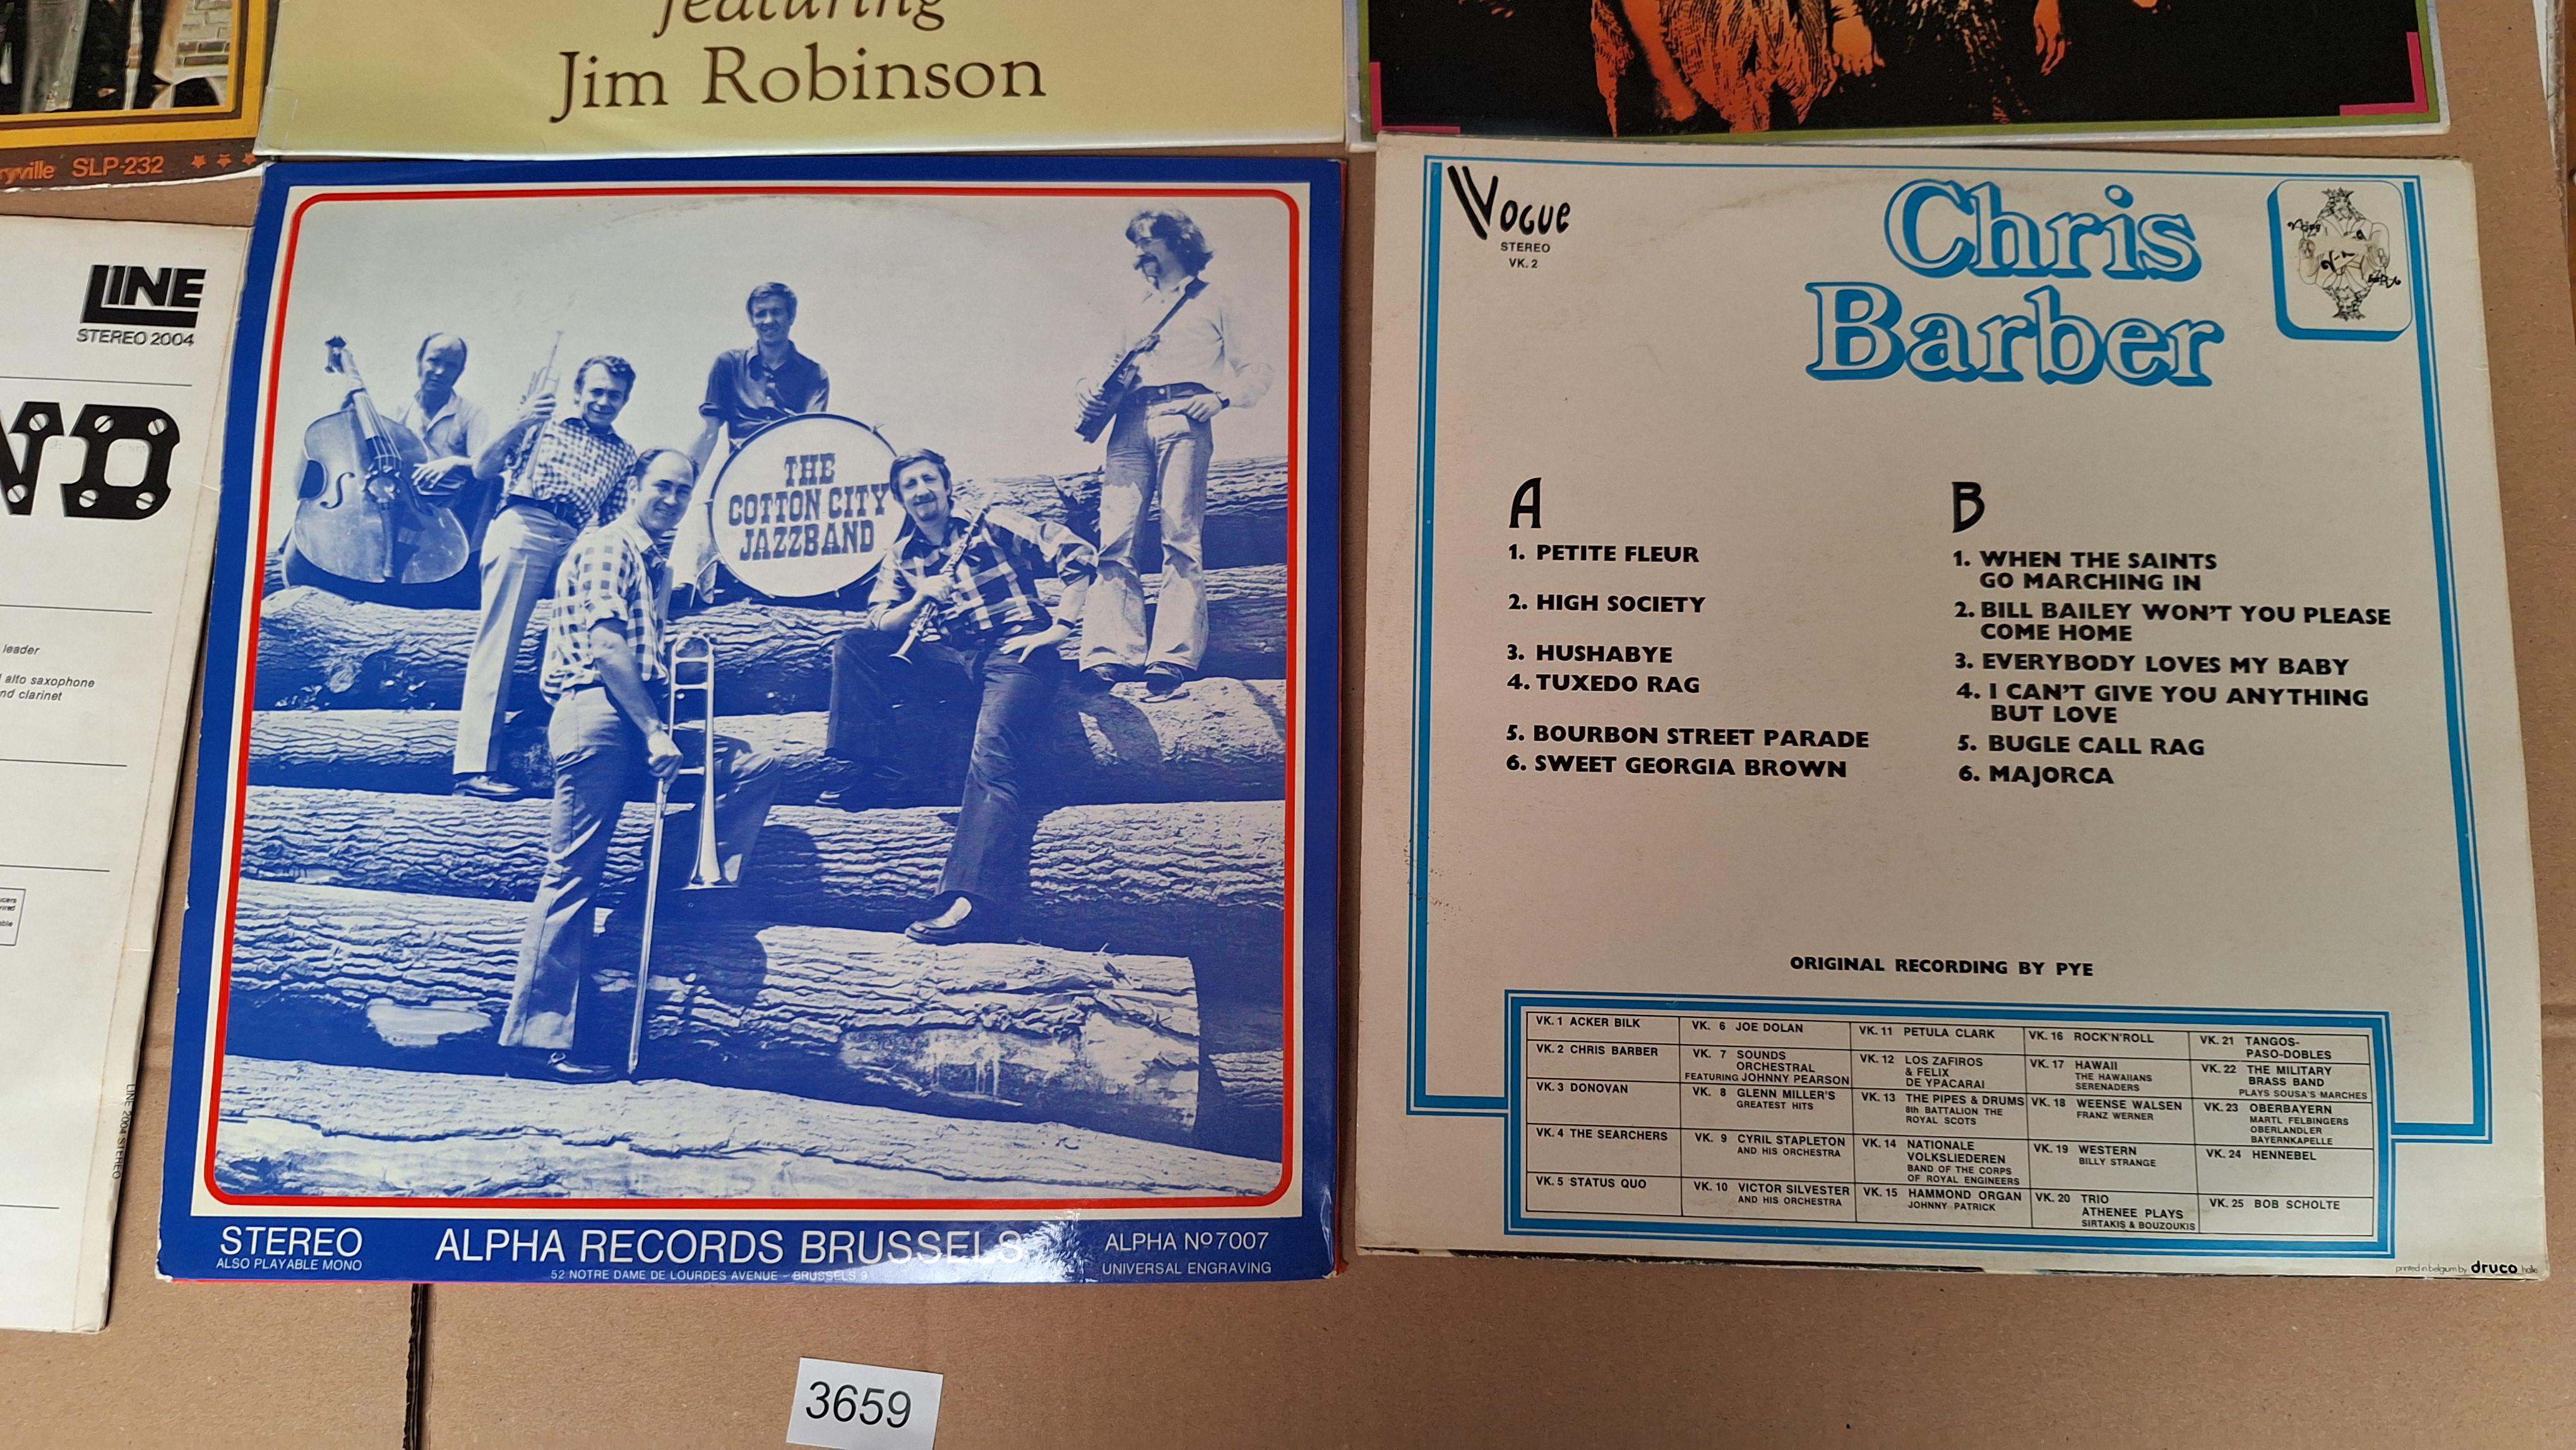 featuring
Jim Robinson
SLP-232
LINE
STEREO 2004
leader
alto saxophone
and clarinet
LINE 2004 STEREO
THE
COTTON CITY
JAZZBAND
STEREO
ALSO PLAYABLE MONO
ALPHA RECORDS BRUSSELS
52 NOTRE DAME DE LOURDES AVENUE - BRUSSELS 9
ALPHA Nº 7007
UNIVERSAL ENGRAVING
VOGUE
STEREO
VK. 2
Chris
Barber
A
1. PETITE FLEUR
2. HIGH SOCIETY
3. HUSHABYE
4. TUXEDO RAG
5. BOURBON STREET PARADE
6. SWEET GEORGIA BROWN
B
1. WHEN THE SAINTS
GO MARCHING IN
2. BILL BAILEY WON'T YOU PLEASE
COME HOME
3. EVERYBODY LOVES MY BABY
4. I CAN'T GIVE YOU ANYTHING
BUT LOVE
5. BUGLE CALL RAG
6. MAJORCA
ORIGINAL RECORDING BY PYE
VK. 1 ACKER BILK
VK. 2 CHRIS BARBER
VK. 3 DONOVAN
VK. 4 THE SEARCHERS
VK. 5 STATUS QUO
VK. 6 JOE DOLAN
VK. 7 SOUNDS
ORCHESTRAL
FEATURING JOHNNY PEARSON
VK. 8 GLENN MILLER'S
GREATEST HITS
VK. 9 CYRIL STAPLETON
AND HIS ORCHESTRA
VK. 10 VICTOR SILVESTER
AND HIS ORCHESTRA
VK. 11 PETULA CLARK
VK. 12 LOS ZAFIROS
& FELIX
DE YPACARAI
VK. 13 THE PIPES & DRUMS
8th BATTALION THE
ROYAL SCOTS
VK. 14 NATIONALE
VOLKSLIEDEREN
BAND OF THE CORPS
OF ROYAL ENGINEERS
VK. 15 HAMMOND ORGAN
JOHNNY PATRICK
VK. 16 ROCK'N'ROLL
VK. 17 HAWAII
THE HAWAIIANS
SERENADERS
VK. 18 WEENSE WALSEN
FRANZ WERNER
VK. 19 WESTERN
BILLY STRANGE
VK. 20 TRIO
ATHENEE PLAYS
SIRTAKIS & BOUZOUKIS
VK. 21 TANGOS-
PASO-DOBLES
VK. 22 THE MILITARY
BRASS BAND
PLAYS SOUSA'S MARCHES
VK. 23 OBERBAYERN
MARTL FELBINGERS
OBERLANDLER
BAYERNKAPELLE
VK. 24 HENNEBEL
VK. 25 BOB SCHOLTE
printed in belgium by druco halle
3659